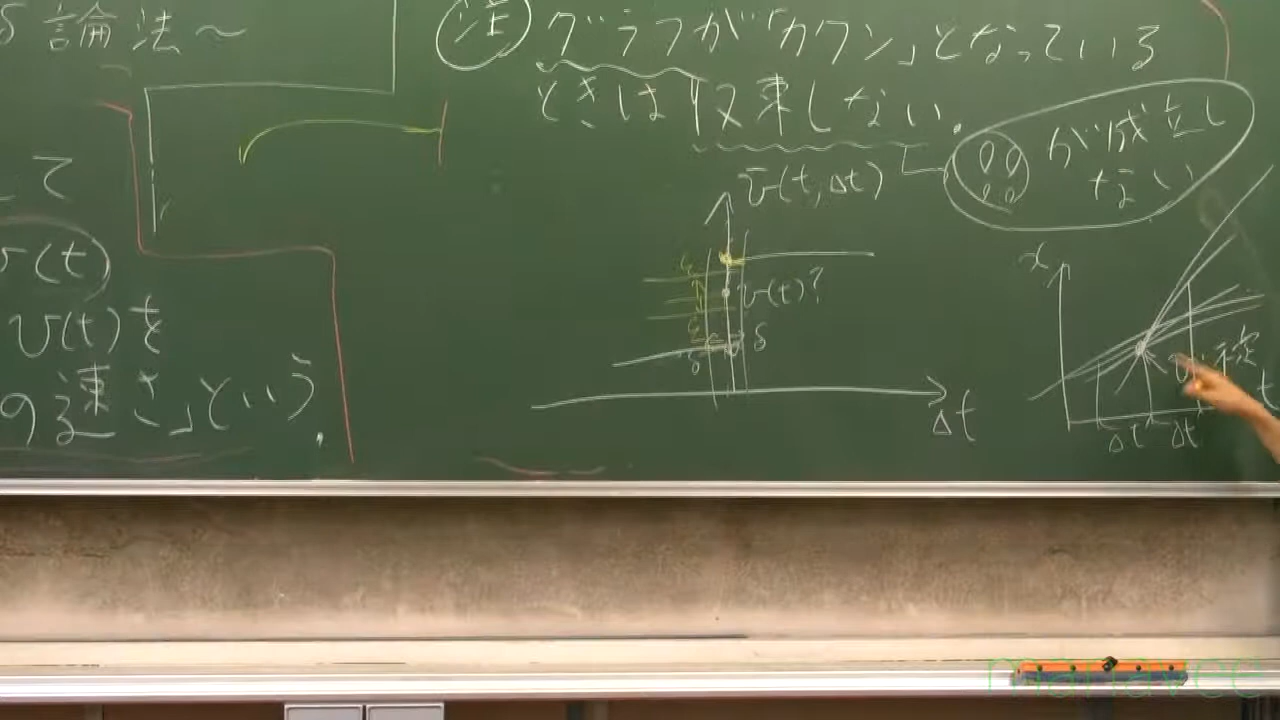 δ論法～
て
v(t)
v(t)を
の速さ」という.
注 グラフが「カクン」となっている
ときは収束しない.
が成立し
ない
v̄(t, Δt)
v(t)?
ε
δ δ
Δt
x
t
Δt Δt
manavee